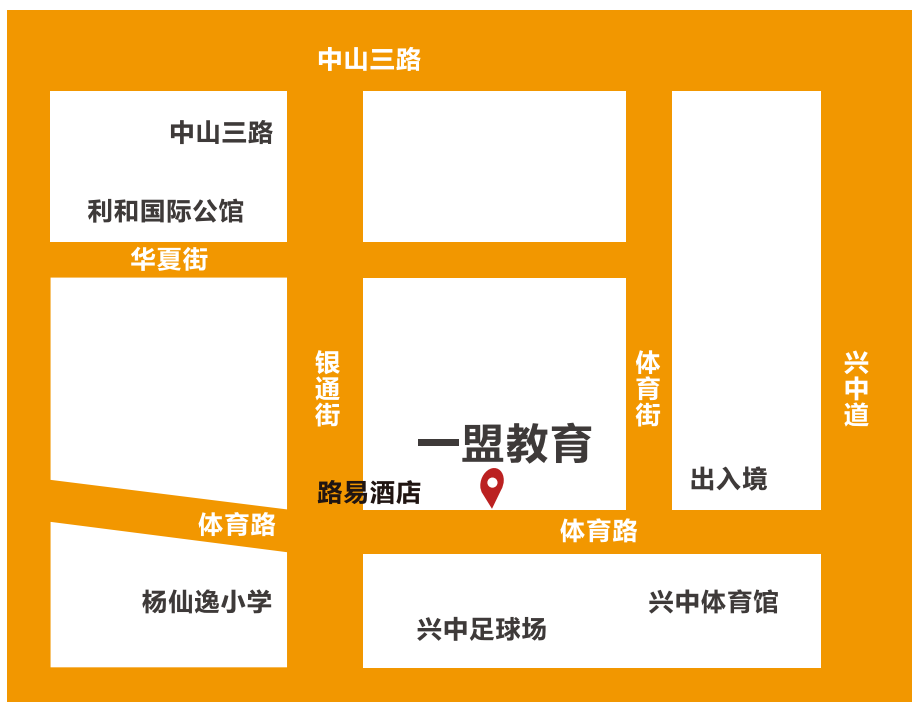 中山三路
中山三路
利和国际公馆
华夏街
银通街
体育街
兴中道
一盟教育
出入境
路易酒店
体育路
体育路
杨仙逸小学
兴中体育馆
兴中足球场